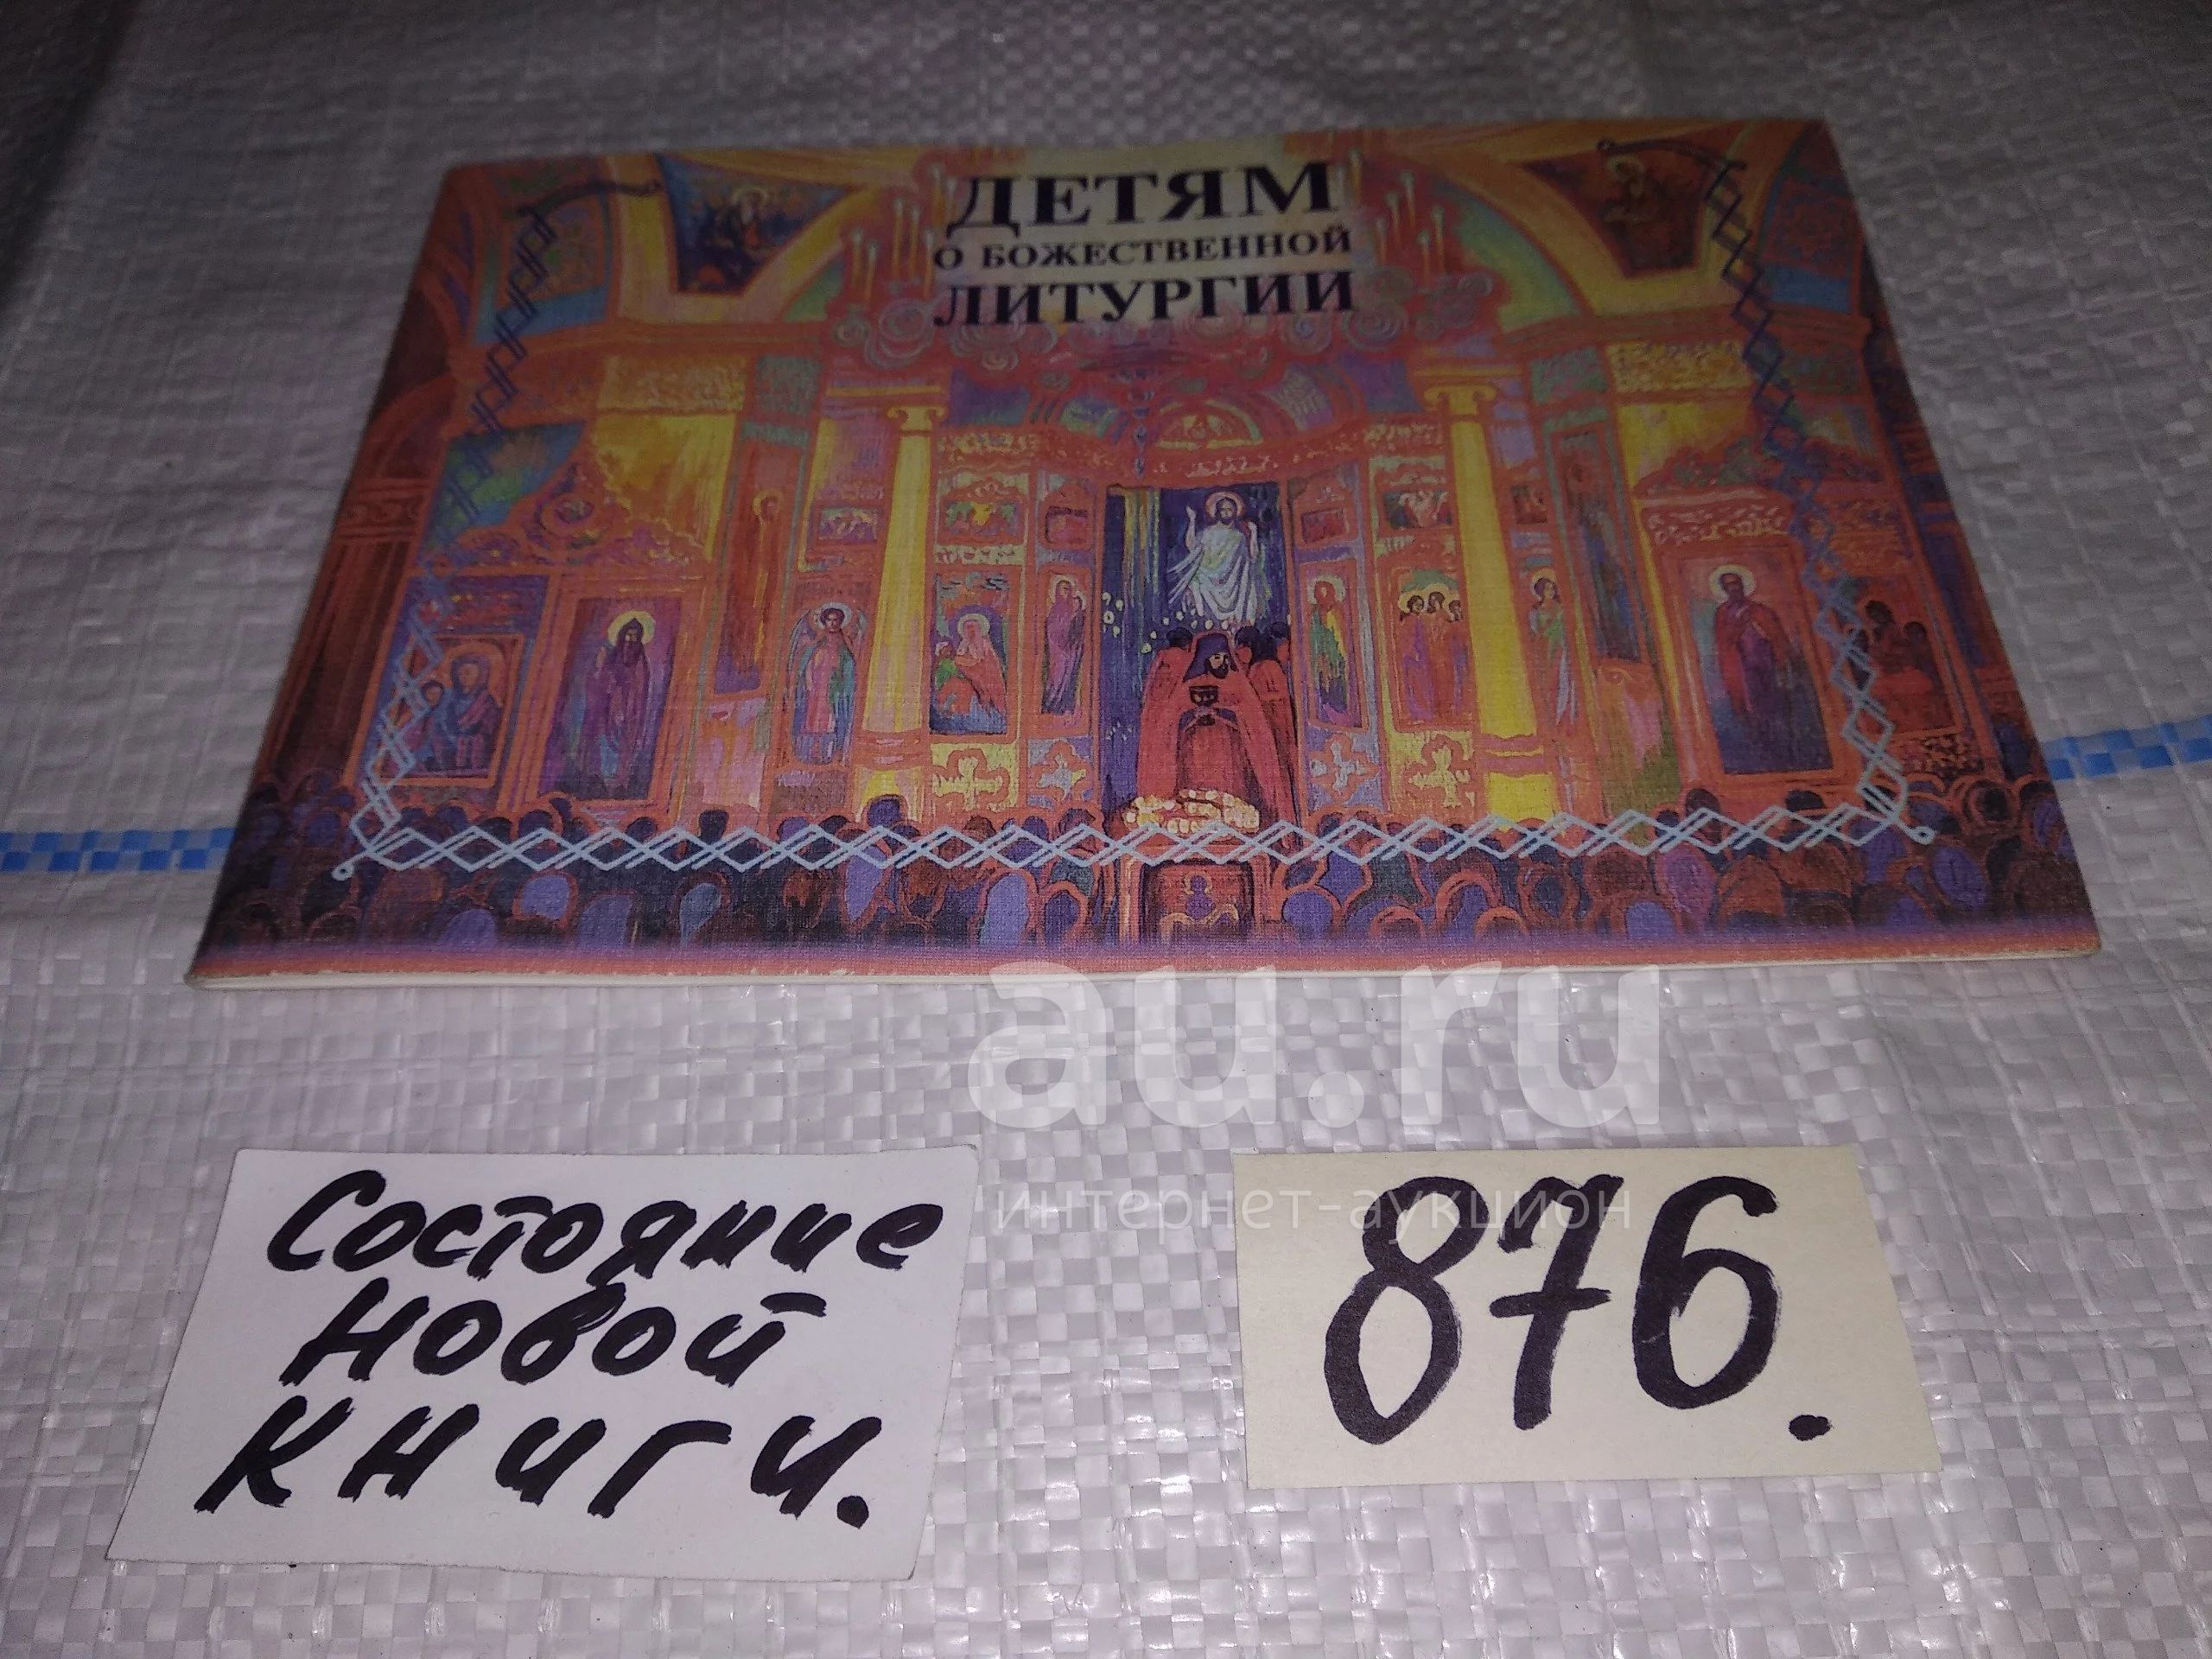 ДЕТЯМ
О БОЖЕСТВЕННОЙ
ЛИТУРГИИ
au.ru
интернет-аукцион
Состояние
новой
книги.
876.